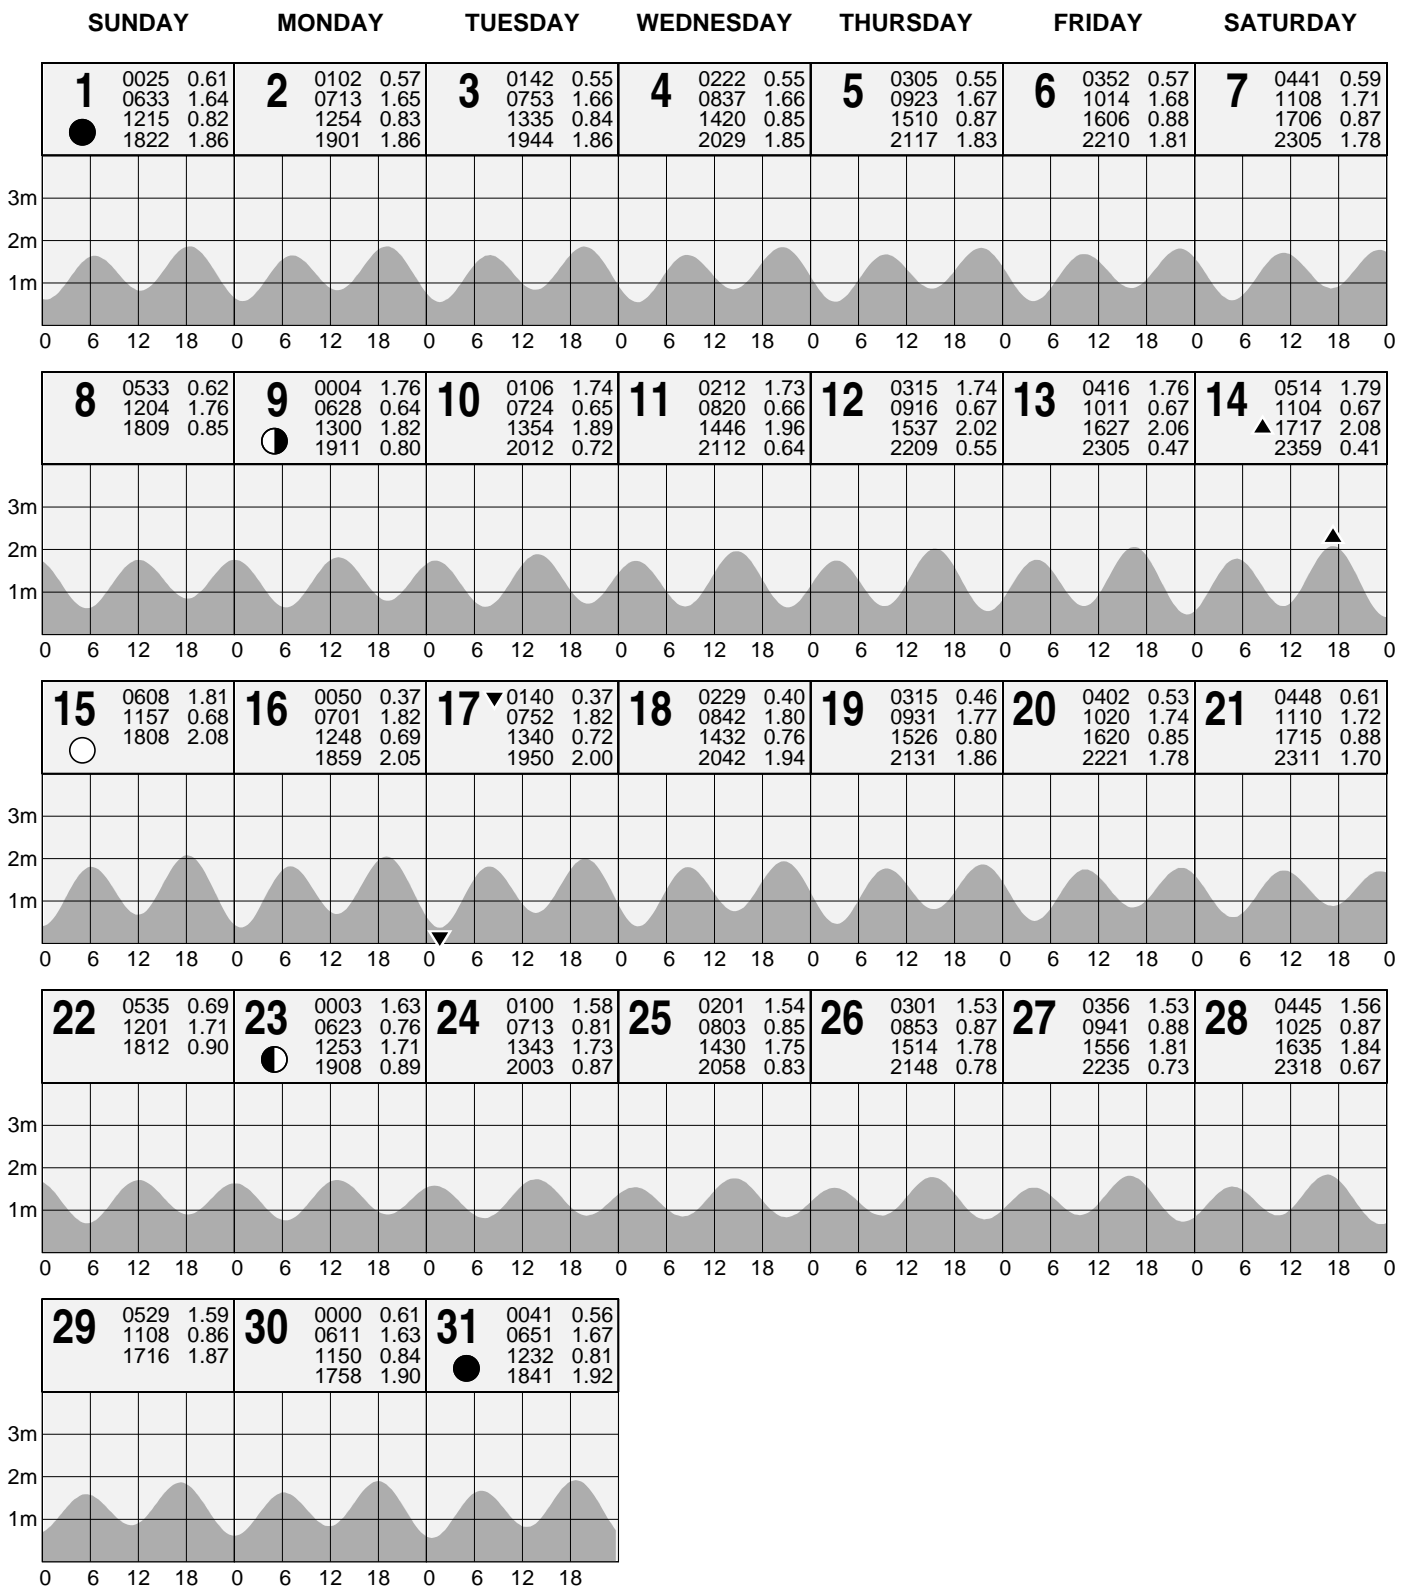 SUNDAY MONDAY TUESDAY WEDNESDAY THURSDAY FRIDAY SATURDAY
1 0025 0.61 2 0102 0.57 3 0142 0.55 4 0222 0.55 5 0305 0.55 6 0352 0.57 7 0441 0.59
0633 1.64 0713 1.65 0753 1.66 0837 1.66 0923 1.67 1014 1.68 1108 1.71
1215 0.82 1254 0.83 1335 0.84 1420 0.85 1510 0.87 1606 0.88 1706 0.87
1822 1.86 1901 1.86 1944 1.86 2029 1.85 2117 1.83 2210 1.81 2305 1.78
3m
2m
1m
0 6 12 18 0 6 12 18 0 6 12 18 0 6 12 18 0 6 12 18 0 6 12 18 0 6 12 18 0
8 0533 0.62 9 0004 1.76 10 0106 1.74 11 0212 1.73 12 0315 1.74 13 0416 1.76 14 0514 1.79
1204 1.76 0628 0.64 0724 0.65 0820 0.66 0916 0.67 1011 0.67 1104 0.67
1809 0.85 1300 1.82 1354 1.89 1446 1.96 1537 2.02 1627 2.06 1717 2.08
1911 0.80 2012 0.72 2112 0.64 2209 0.55 2305 0.47 2359 0.41
3m
2m
1m
0 6 12 18 0 6 12 18 0 6 12 18 0 6 12 18 0 6 12 18 0 6 12 18 0 6 12 18 0
15 0608 1.81 16 0050 0.37 17 0140 0.37 18 0229 0.40 19 0315 0.46 20 0402 0.53 21 0448 0.61
1157 0.68 0701 1.82 0752 1.82 0842 1.80 0931 1.77 1020 1.74 1110 1.72
1808 2.08 1248 0.69 1340 0.72 1432 0.76 1526 0.80 1620 0.85 1715 0.88
1859 2.05 1950 2.00 2042 1.94 2131 1.86 2221 1.78 2311 1.70
3m
2m
1m
0 6 12 18 0 6 12 18 0 6 12 18 0 6 12 18 0 6 12 18 0 6 12 18 0 6 12 18 0
22 0535 0.69 23 0003 1.63 24 0100 1.58 25 0201 1.54 26 0301 1.53 27 0356 1.53 28 0445 1.56
1201 1.71 0623 0.76 0713 0.81 0803 0.85 0853 0.87 0941 0.88 1025 0.87
1812 0.90 1253 1.71 1343 1.73 1430 1.75 1514 1.78 1556 1.81 1635 1.84
1908 0.89 2003 0.87 2058 0.83 2148 0.78 2235 0.73 2318 0.67
3m
2m
1m
0 6 12 18 0 6 12 18 0 6 12 18 0 6 12 18 0 6 12 18 0 6 12 18 0 6 12 18 0
29 0529 1.59 30 0000 0.61 31 0041 0.56
1108 0.86 0611 1.63 0651 1.67
1716 1.87 1150 0.84 1232 0.81
1758 1.90 1841 1.92
3m
2m
1m
0 6 12 18 0 6 12 18 0 6 12 18